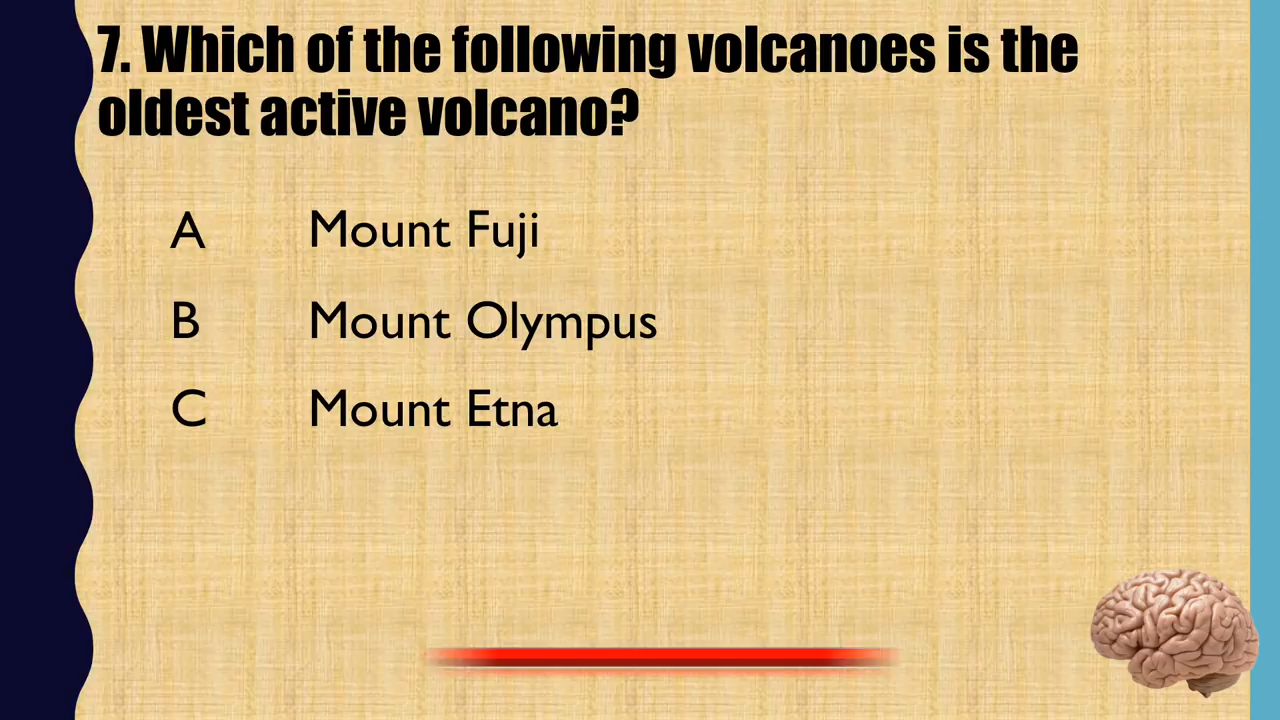 7. Which of the following volcanoes is the
oldest active volcano?
A Mount Fuji
B Mount Olympus
C Mount Etna